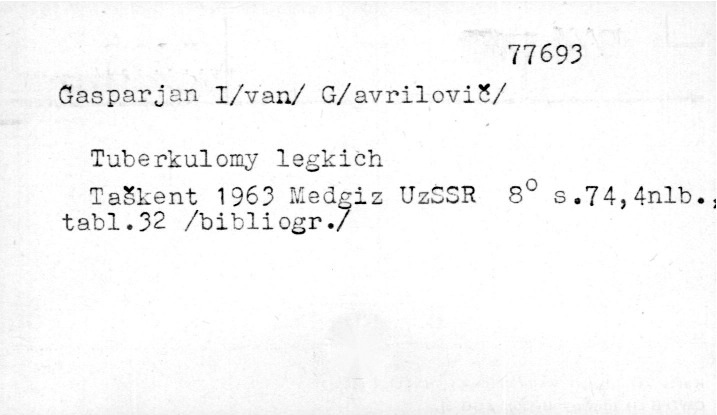 77693
Gasparjan I/van/ G/avrilovič/
Tuberkulomy legkich
Taškent 1963 Medgiz UzSSR 8° s.74,4nlb.,
tabl.32 /bibliogr./